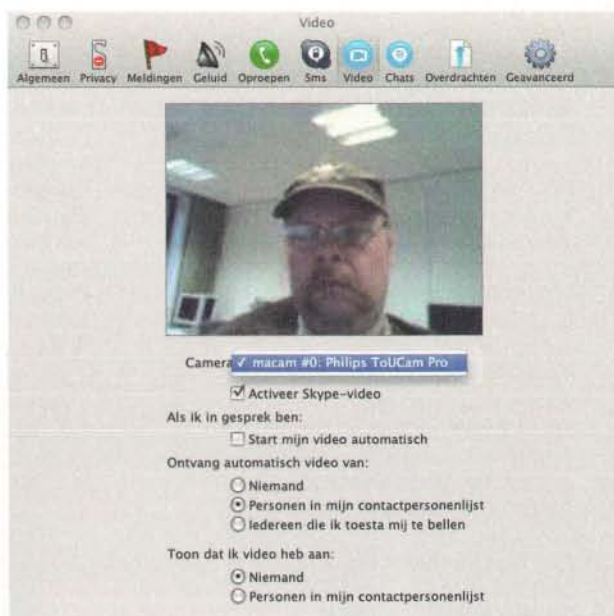 Video
Algemeen Privacy Meldingen Geluid Oproepen Sms Video Chats Overdrachten Geavanceerd
Camera ✓ macam #0: Philips ToUCam Pro
Activeer Skype-video
Als ik in gesprek ben:
Start mijn video automatisch
Ontvang automatisch video van:
Niemand
Personen in mijn contactpersonenlijst
Iedereen die ik toesta mij te bellen
Toon dat ik video heb aan:
Niemand
Personen in mijn contactpersonenlijst